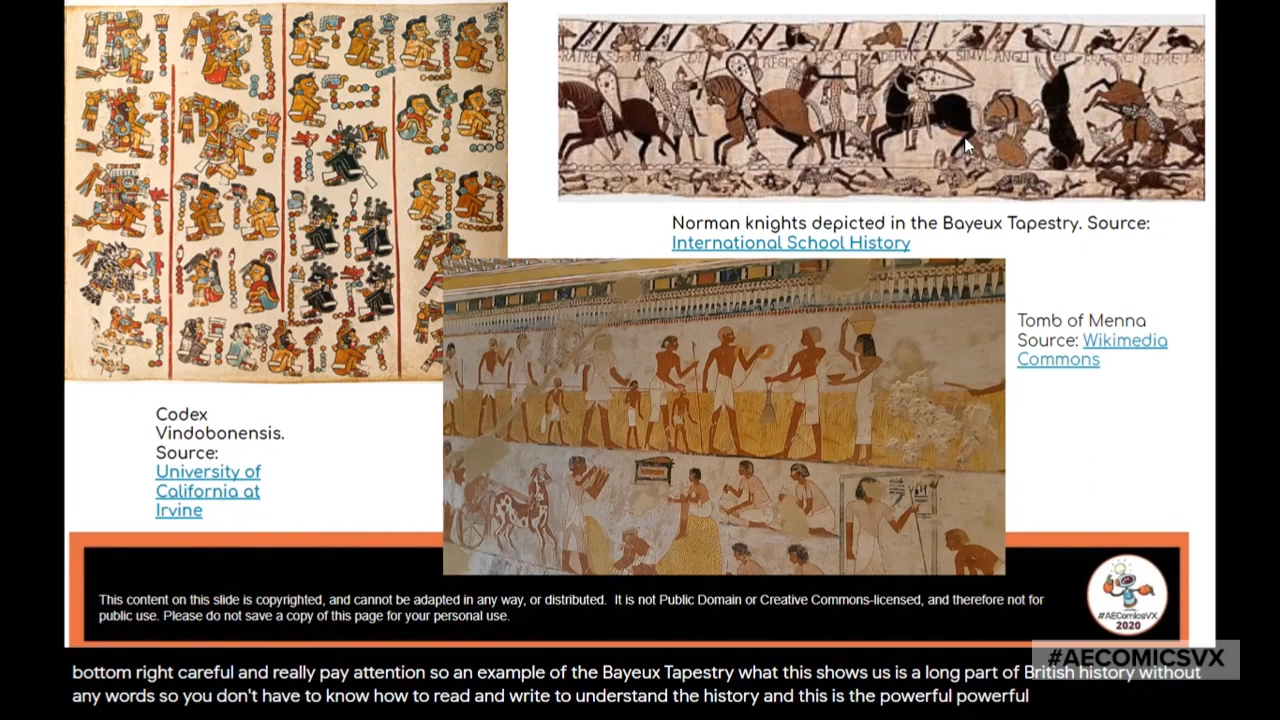 Norman knights depicted in the Bayeux Tapestry. Source:
International School History
Tomb of Menna
Source: Wikimedia
Commons
Codex
Vindobonensis.
Source:
University of
California at
Irvine
This content on this slide is copyrighted, and cannot be adapted in any way, or distributed. It is not Public Domain or Creative Commons-licensed, and therefore not for
public use. Please do not save a copy of this page for your personal use.
#AEComicsVX
2020
#AECOMICSVX
bottom right careful and really pay attention so an example of the Bayeux Tapestry what this shows us is a long part of British history without
any words so you don't have to know how to read and write to understand the history and this is the powerful powerful